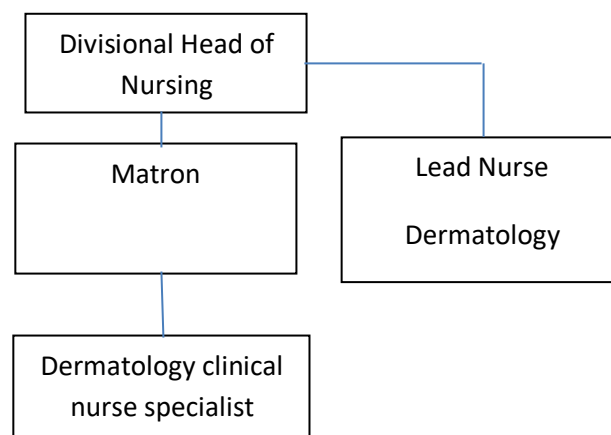 Divisional Head of
Nursing
Matron
Lead Nurse
Dermatology
Dermatology clinical
nurse specialist